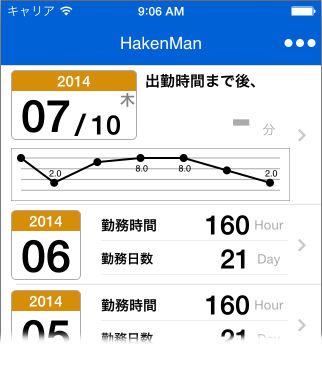 キャリア 9:06 AM
HakenMan
2014
07/10 木
出勤時間まで後、
– 分
2.0 8.0 8.0 2.0
2014
06
勤務時間 160 Hour
勤務日数 21 Day
2014
05
勤務時間 160 Hour
勤務日数 21 Day